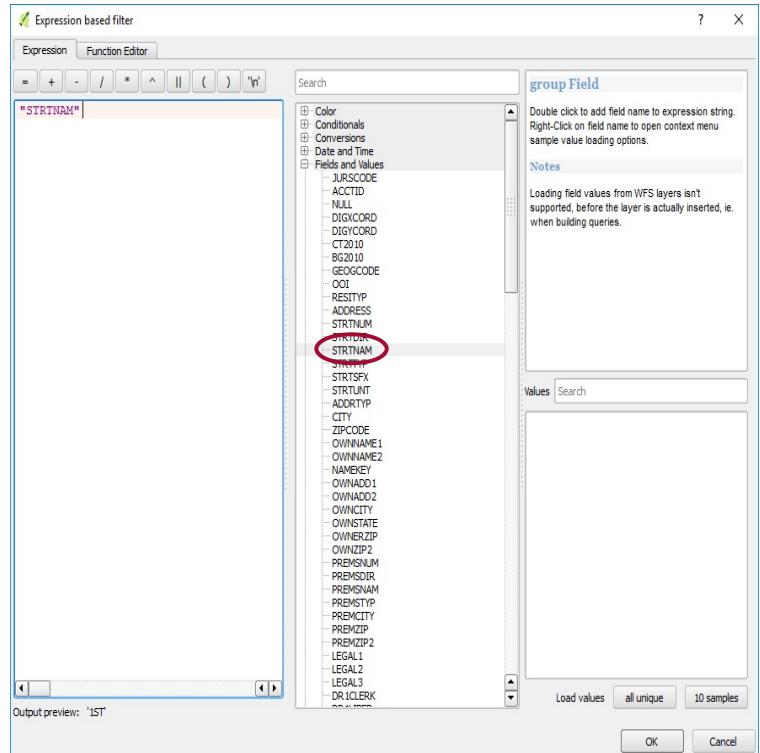 Expression based filter
? X
Expression
Function Editor
= + - / * ^ || ( ) '\n'
"STRTNAM"
Output preview: '1ST'
Search
Color
Conditionals
Conversions
Date and Time
Fields and Values
JURSCODE
ACCTID
NULL
DIGXCORD
DIGYCORD
CT2010
BG2010
GEOGCODE
OOI
RESITYP
ADDRESS
STRTNUM
STRTDIR
STRTNAM
STRTTYP
STRTSFX
STRTUNT
ADDRTYP
CITY
ZIPCODE
OWNNAME1
OWNNAME2
NAMEKEY
OWNADD1
OWNADD2
OWNCITY
OWNSTATE
OWNERZIP
OWNZIP2
PREMSNUM
PREMSDIR
PREMSNAM
PREMSTYP
PREMCITY
PREMZIP
PREMZIP2
LEGAL1
LEGAL2
LEGAL3
DR1CLERK
group Field
Double click to add field name to expression string.
Right-Click on field name to open context menu
sample value loading options.
Notes
Loading field values from WFS layers isn't
supported, before the layer is actually inserted, ie.
when building queries.
Values Search
Load values all unique 10 samples
OK Cancel